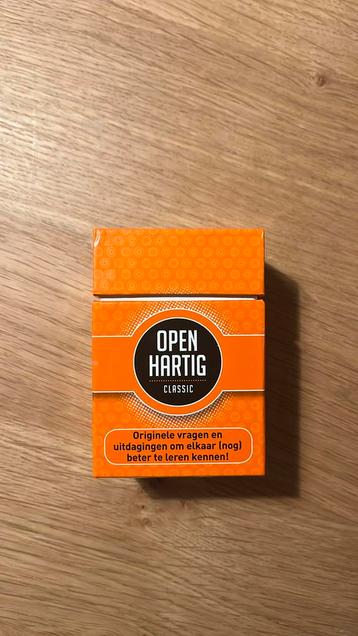 OPEN
HARTIG
CLASSIC
Originele vragen en
uitdagingen om elkaar (nog)
beter te leren kennen!